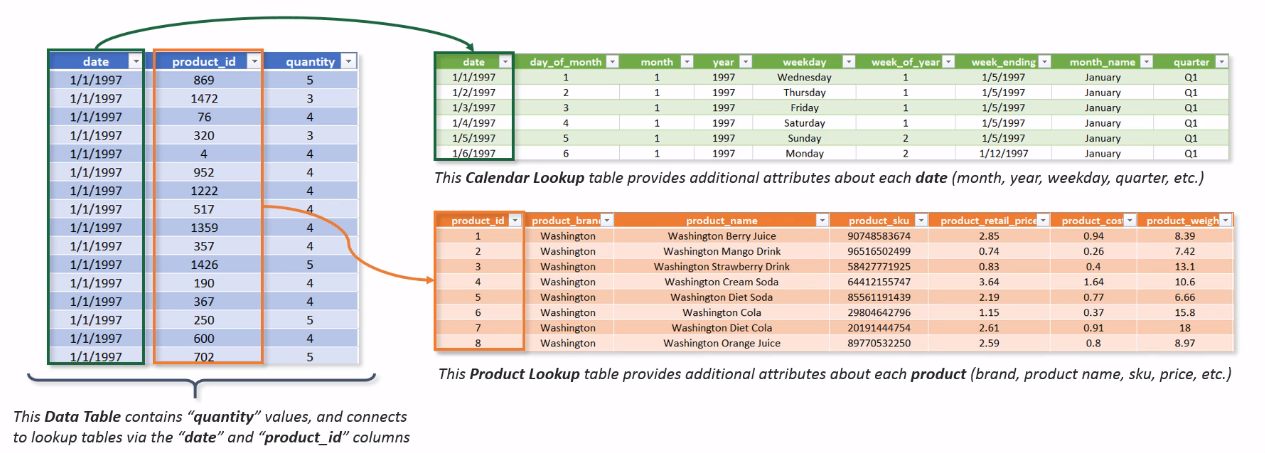 date product_id quantity
1/1/1997 869 5
1/1/1997 1472 3
1/1/1997 76 4
1/1/1997 320 3
1/1/1997 4 4
1/1/1997 952 4
1/1/1997 1222 4
1/1/1997 517 4
1/1/1997 1359 4
1/1/1997 357 4
1/1/1997 1426 5
1/1/1997 190 4
1/1/1997 367 4
1/1/1997 250 5
1/1/1997 600 4
1/1/1997 702 5
This Data Table contains “quantity” values, and connects
to lookup tables via the “date” and “product_id” columns
date day_of_month month year weekday week_of_year week_ending month_name quarter
1/1/1997 1 1 1997 Wednesday 1 1/5/1997 January Q1
1/2/1997 2 1 1997 Thursday 1 1/5/1997 January Q1
1/3/1997 3 1 1997 Friday 1 1/5/1997 January Q1
1/4/1997 4 1 1997 Saturday 1 1/5/1997 January Q1
1/5/1997 5 1 1997 Sunday 2 1/5/1997 January Q1
1/6/1997 6 1 1997 Monday 2 1/12/1997 January Q1
This Calendar Lookup table provides additional attributes about each date (month, year, weekday, quarter, etc.)
product_id product_bran product_name product_sku product_retail_price product_cos product_weigh
1 Washington Washington Berry Juice 90748583674 2.85 0.94 8.39
2 Washington Washington Mango Drink 96516502499 0.74 0.26 7.42
3 Washington Washington Strawberry Drink 58427771925 0.83 0.4 13.1
4 Washington Washington Cream Soda 64412155747 3.64 1.64 10.6
5 Washington Washington Diet Soda 85561191439 2.19 0.77 6.66
6 Washington Washington Cola 29804642796 1.15 0.37 15.8
7 Washington Washington Diet Cola 20191444754 2.61 0.91 18
8 Washington Washington Orange Juice 89770532250 2.59 0.8 8.97
This Product Lookup table provides additional attributes about each product (brand, product name, sku, price, etc.)